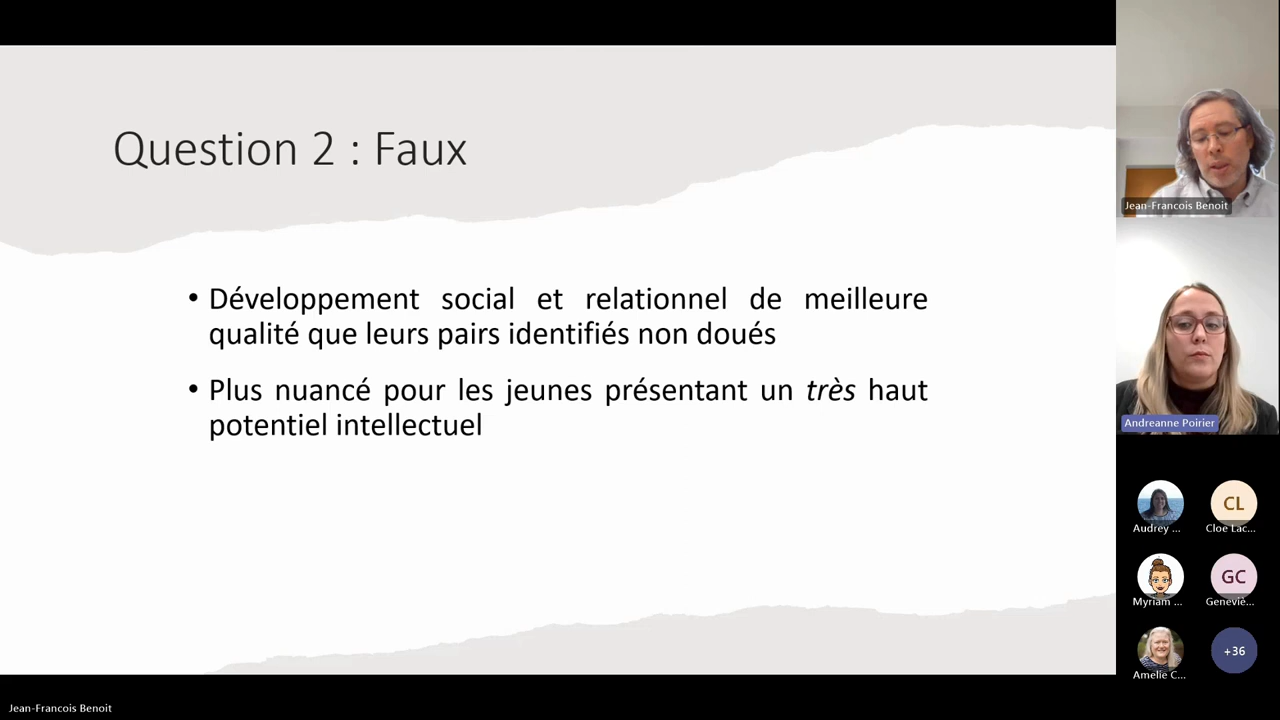 Question 2 : Faux
• Développement social et relationnel de meilleure
qualité que leurs pairs identifiés non doués
• Plus nuancé pour les jeunes présentant un très haut
potentiel intellectuel
Jean-Francois Benoit
Andreanne Poirier
CL
Audrey ...
Cloe Lac...
GC
Myriam ...
Geneviè...
+36
Amelie C...
Jean-Francois Benoit